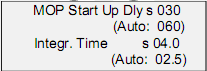 MOP Start Up Dly s 030
(Auto: 060)
Integr. Time s 04.0
(Auto: 02.5)